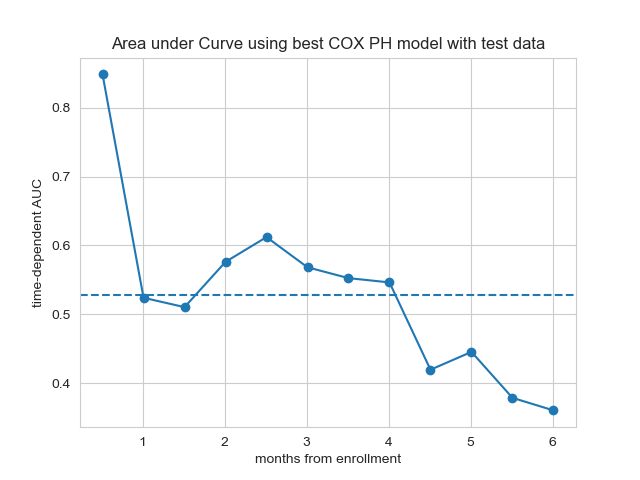 Area under Curve using best COX PH model with test data
time-dependent AUC
0.8
0.7
0.6
0.5
0.4
1 2 3 4 5 6
months from enrollment